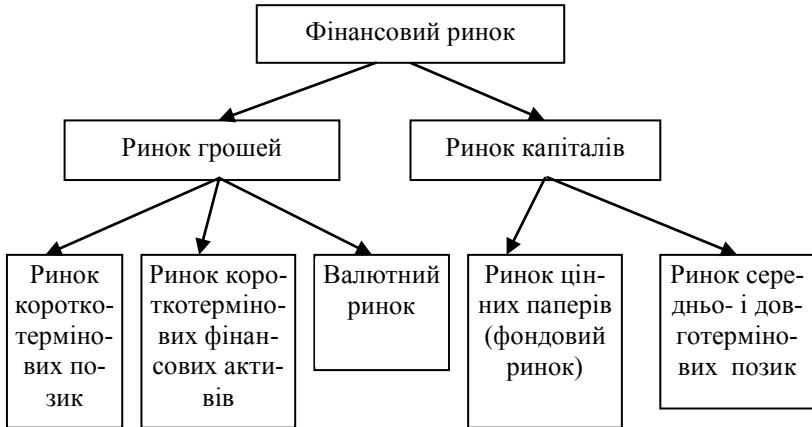 Фінансовий ринок
Ринок грошей
Ринок капіталів
Ринок
коротко-
терміно-
вих по-
зик
Ринок коро-
ткотерміно-
вих фінан-
сових акти-
вів
Валютний
ринок
Ринок цін-
них паперів
(фондовий
ринок)
Ринок сере-
дньо- і дов-
готерміно-
вих позик